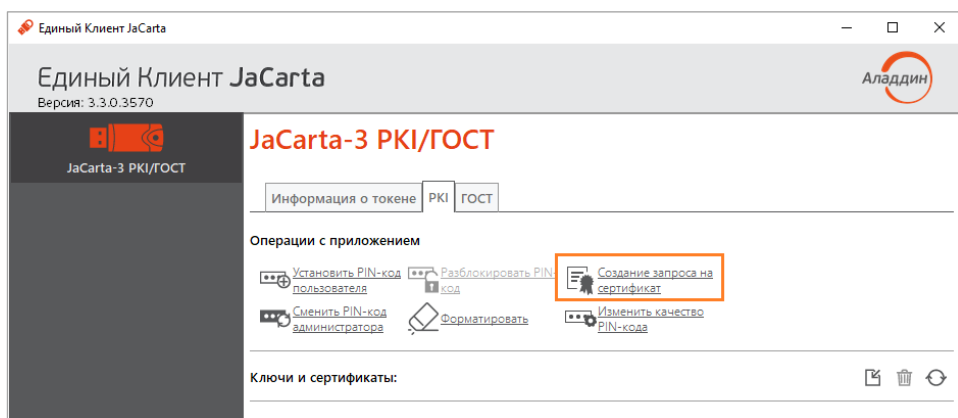 Единый Клиент JaCarta
Единый Клиент JaCarta
Аладдин
Версия: 3.3.0.3570
JaCarta-3 PKI/ГОСТ
JaCarta-3 PKI/ГОСТ
Информация о токене PKI ГОСТ
Операции с приложением
Установить PIN-код
пользователя
Разблокировать PIN-
код
Создание запроса на
сертификат
Сменить PIN-код
администратора
Форматировать
Изменить качество
PIN-кода
Ключи и сертификаты: